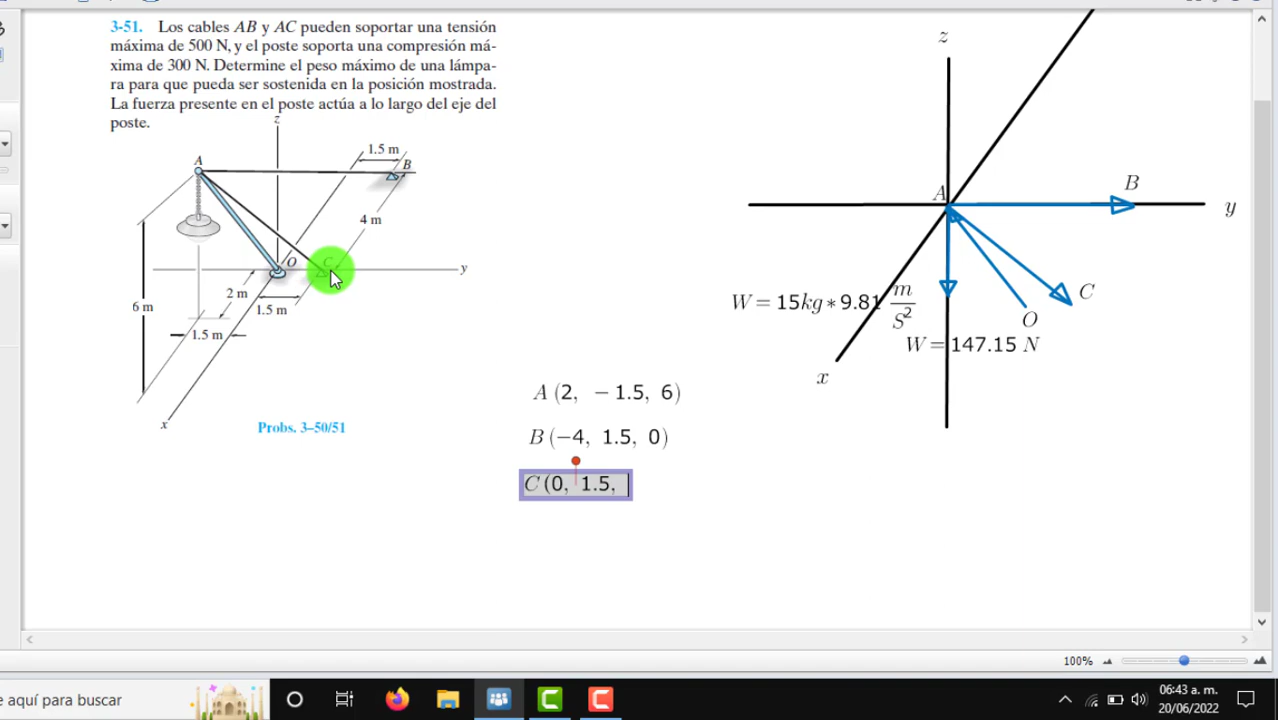 3-51. Los cables AB y AC pueden soportar una tensión
máxima de 500 N, y el poste soporta una compresión má-
xima de 300 N. Determine el peso máximo de una lámpa-
ra para que pueda ser sostenida en la posición mostrada.
La fuerza presente en el poste actúa a lo largo del eje del
poste.
z
1.5 m
A
B
4 m
O
C
y
2 m
6 m
1.5 m
1.5 m
x
Probs. 3–50/51
z
A
B
y
C
O
W = 15kg * 9.81 m/S²
W = 147.15 N
x
A (2, − 1.5, 6)
B (−4, 1.5, 0)
C (0, 1.5,
100%
e aquí para buscar
06:43 a. m.
20/06/2022